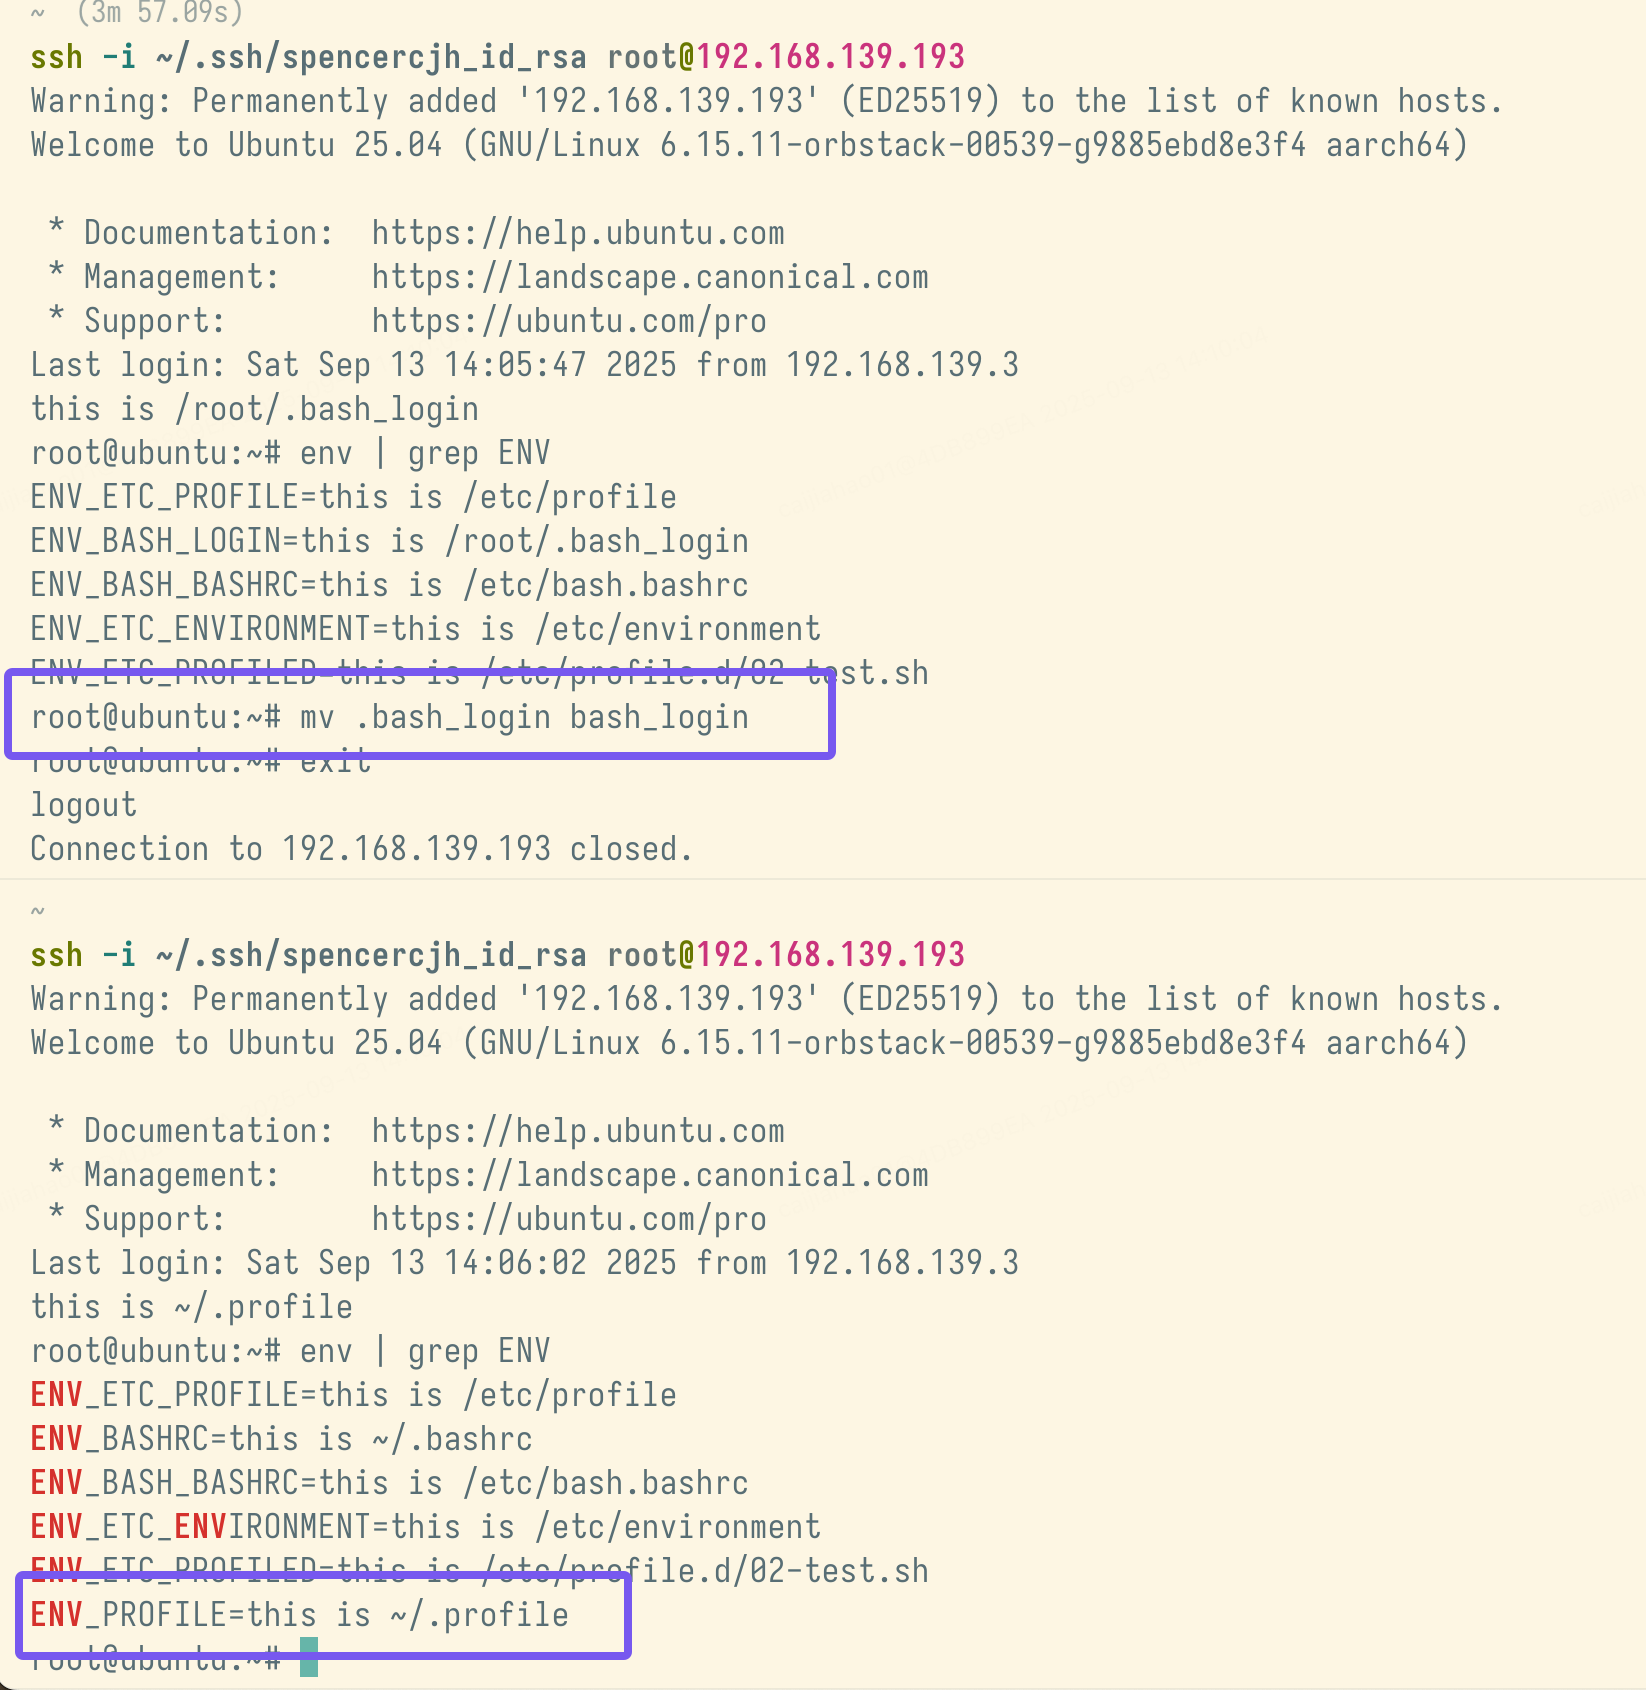 ~  (3m 57.09s)
ssh -i ~/.ssh/spencercjh_id_rsa root@192.168.139.193
Warning: Permanently added '192.168.139.193' (ED25519) to the list of known hosts.
Welcome to Ubuntu 25.04 (GNU/Linux 6.15.11-orbstack-00539-g9885ebd8e3f4 aarch64)
 * Documentation:  https://help.ubuntu.com
 * Management:     https://landscape.canonical.com
 * Support:        https://ubuntu.com/pro
Last login: Sat Sep 13 14:05:47 2025 from 192.168.139.3
this is /root/.bash_login
root@ubuntu:~# env | grep ENV
ENV_ETC_PROFILE=this is /etc/profile
ENV_BASH_LOGIN=this is /root/.bash_login
ENV_BASH_BASHRC=this is /etc/bash.bashrc
ENV_ETC_ENVIRONMENT=this is /etc/environment
ENV_ETC_PROFILED=this is /etc/profile.d/02-test.sh
root@ubuntu:~# mv .bash_login bash_login
root@ubuntu:~# exit
logout
Connection to 192.168.139.193 closed.
~
ssh -i ~/.ssh/spencercjh_id_rsa root@192.168.139.193
Warning: Permanently added '192.168.139.193' (ED25519) to the list of known hosts.
Welcome to Ubuntu 25.04 (GNU/Linux 6.15.11-orbstack-00539-g9885ebd8e3f4 aarch64)
 * Documentation:  https://help.ubuntu.com
 * Management:     https://landscape.canonical.com
 * Support:        https://ubuntu.com/pro
Last login: Sat Sep 13 14:06:02 2025 from 192.168.139.3
this is ~/.profile
root@ubuntu:~# env | grep ENV
ENV_ETC_PROFILE=this is /etc/profile
ENV_BASHRC=this is ~/.bashrc
ENV_BASH_BASHRC=this is /etc/bash.bashrc
ENV_ETC_ENVIRONMENT=this is /etc/environment
ENV_ETC_PROFILED=this is /etc/profile.d/02-test.sh
ENV_PROFILE=this is ~/.profile
root@ubuntu:~#